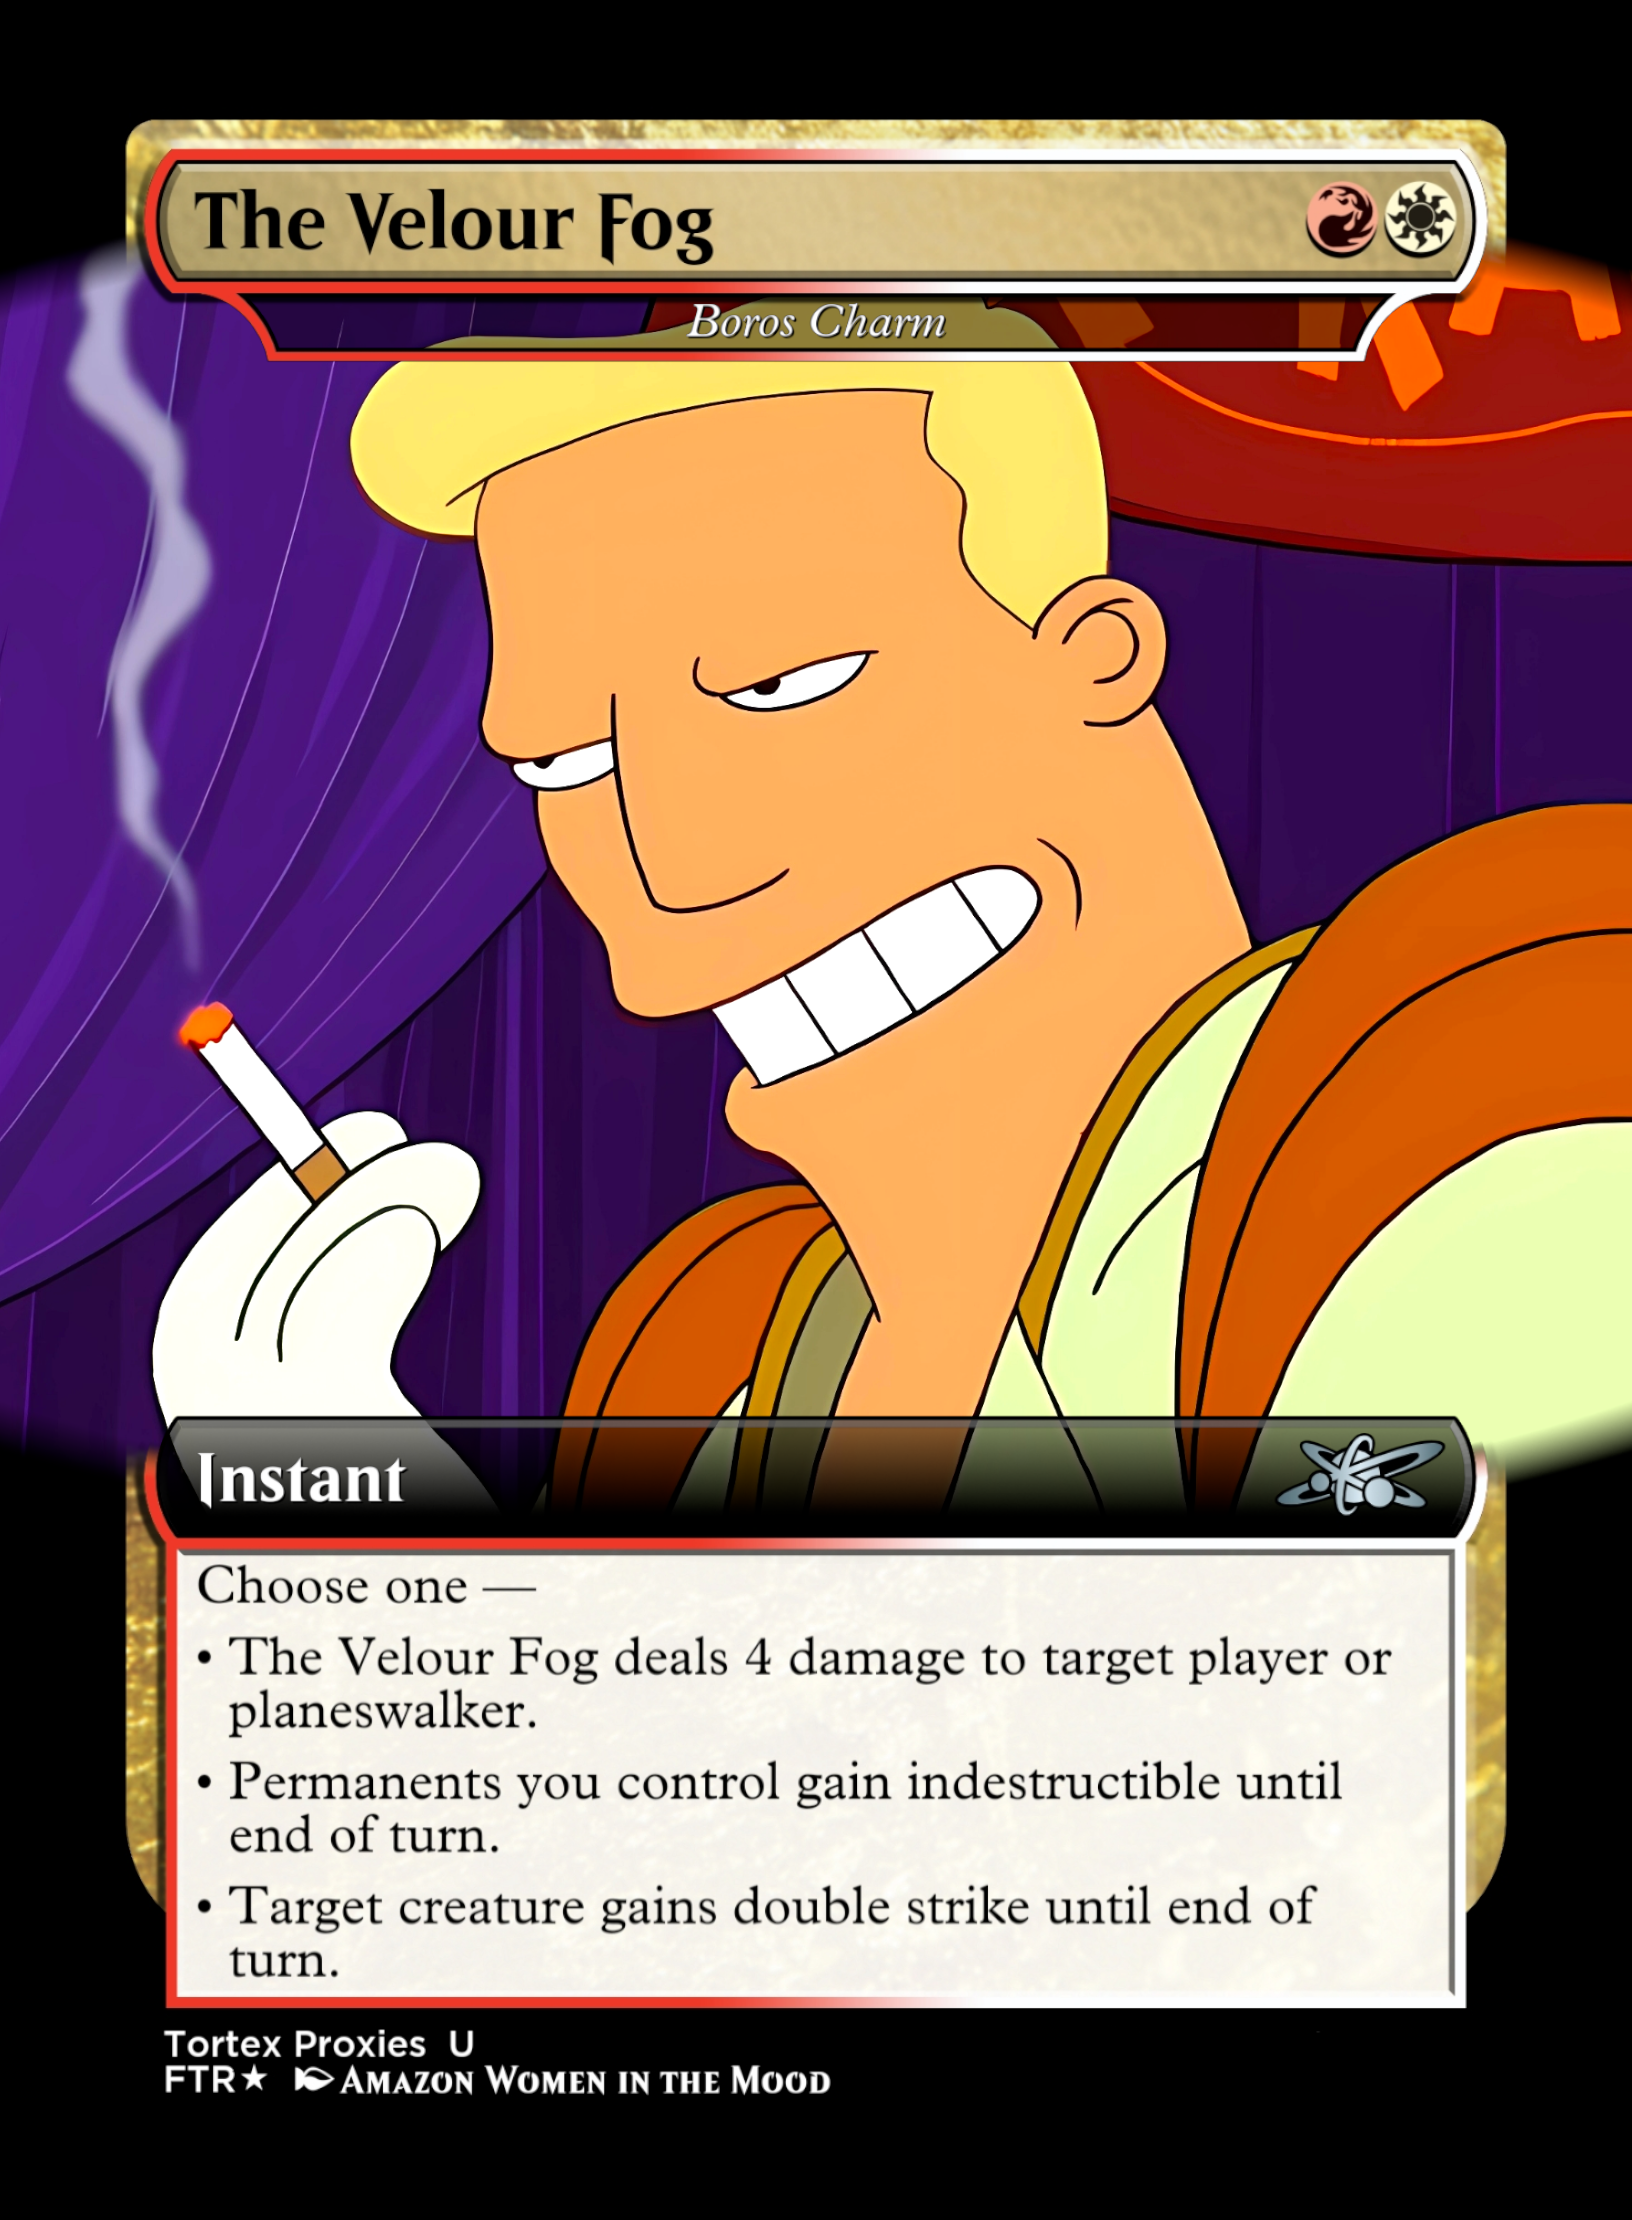 The Velour Fog
Boros Charm
Instant
Choose one —
• The Velour Fog deals 4 damage to target player or
planeswalker.
• Permanents you control gain indestructible until
end of turn.
• Target creature gains double strike until end of
turn.
Tortex Proxies U
FTR★ Amazon Women in the Mood